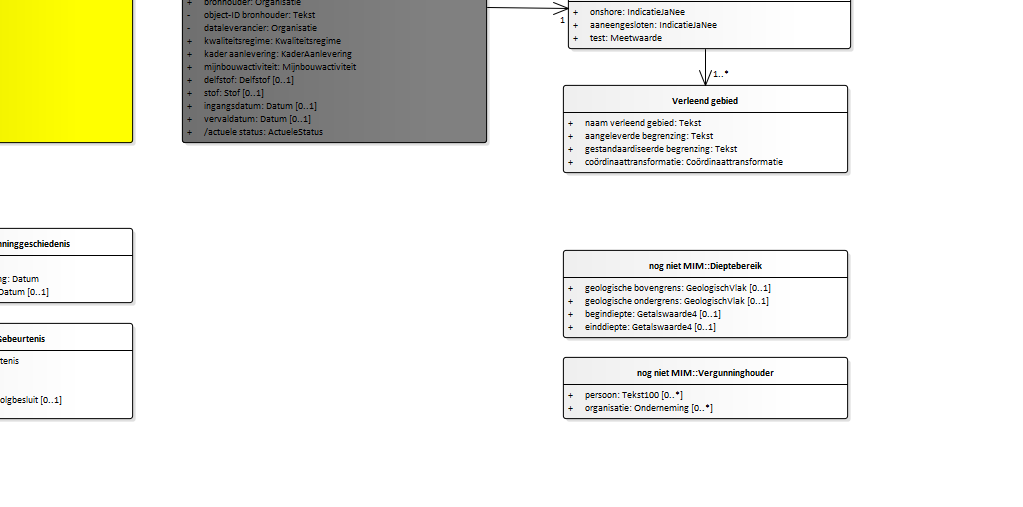 bronhouder: Organisatie
- object-ID bronhouder: Tekst
- dataleverancier: Organisatie
+ kwaliteitsregime: Kwaliteitsregime
+ kader aanlevering: KaderAanlevering
+ mijnbouwactiviteit: Mijnbouwactiviteit
+ delfstof: Delfstof [0..1]
+ stof: Stof [0..1]
+ ingangsdatum: Datum [0..1]
+ vervaldatum: Datum [0..1]
+ /actuele status: ActueleStatus
1
+ onshore: IndicatieJaNee
+ aaneengesloten: IndicatieJaNee
+ test: Meetwaarde
1..*
Verleend gebied
+ naam verleend gebied: Tekst
+ aangeleverde begrenzing: Tekst
+ gestandaardiseerde begrenzing: Tekst
+ coördinaattransformatie: Coördinaattransformatie
nninggeschiedenis
ng: Datum
Datum [0..1]
Gebeurtenis
tenis
olgbesluit [0..1]
nog niet MIM::Dieptebereik
+ geologische bovengrens: GeologischVlak [0..1]
+ geologische ondergrens: GeologischVlak [0..1]
+ begindiepte: Getalswaarde4 [0..1]
+ einddiepte: Getalswaarde4 [0..1]
nog niet MIM::Vergunninghouder
+ persoon: Tekst100 [0..*]
+ organisatie: Onderneming [0..*]